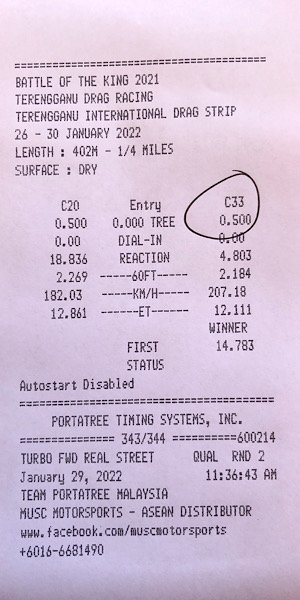 ==========================================
BATTLE OF THE KING 2021
TERENGGANU DRAG RACING
TERENGGANU INTERNATIONAL DRAG STRIP
26 - 30 JANUARY 2022
LENGTH : 402M - 1/4 MILES
SURFACE : DRY
C20 Entry C33
0.500 0.000 TREE 0.500
0.00 DIAL-IN 0.00
18.836 REACTION 4.803
2.269 -----60FT----- 2.184
182.03 -----KM/H----- 207.18
12.861 ------ET------ 12.111
WINNER
FIRST 14.783
STATUS
Autostart Disabled
==========================================
PORTATREE TIMING SYSTEMS, INC.
=============== 343/344 ==========600214
TURBO FWD REAL STREET QUAL RND 2
January 29, 2022 11:36:43 AM
TEAM PORTATREE MALAYSIA
MUSC MOTORSPORTS - ASEAN DISTRIBUTOR
www.facebook.com/muscmotorsports
+6016-6681490